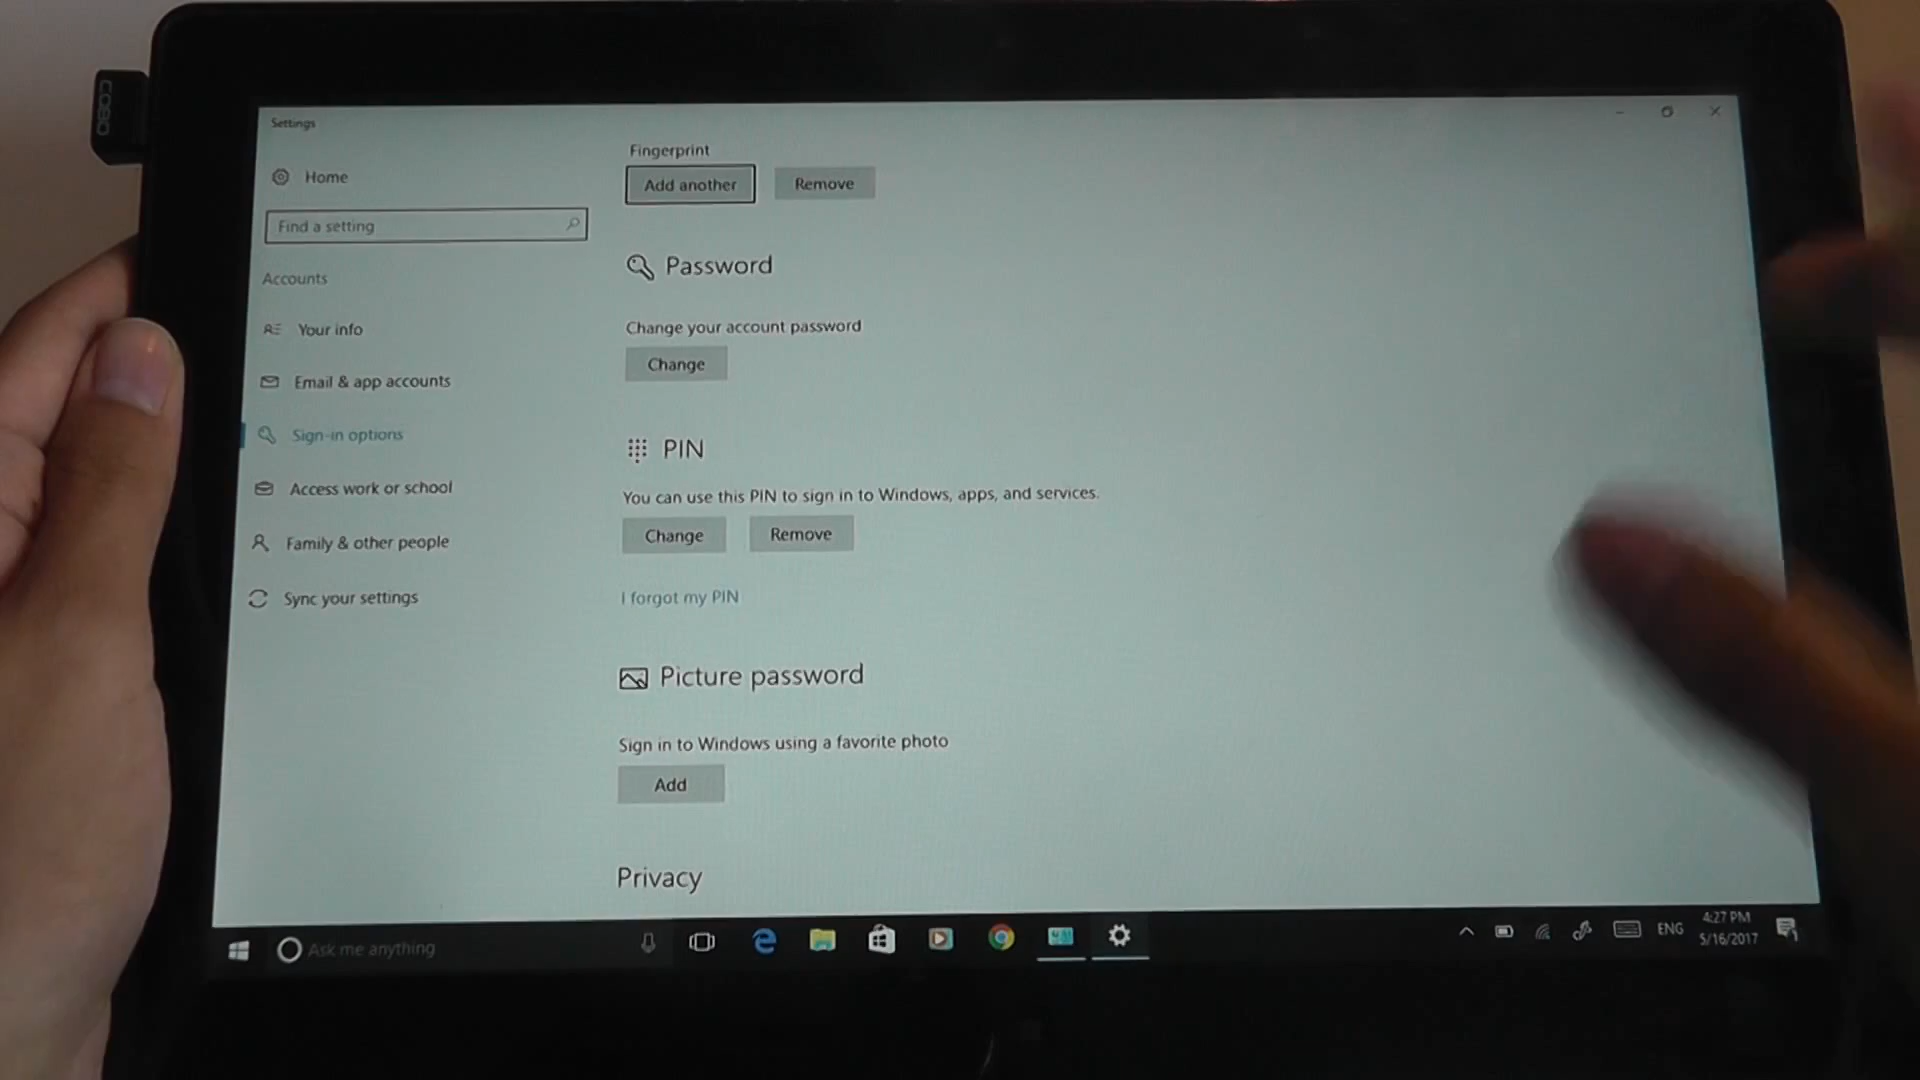 COBO
Settings
Home
Find a setting
Accounts
Your info
Email & app accounts
Sign-in options
Access work or school
Family & other people
Sync your settings
Fingerprint
Add another Remove
Password
Change your account password
Change
PIN
You can use this PIN to sign in to Windows, apps, and services.
Change Remove
I forgot my PIN
Picture password
Sign in to Windows using a favorite photo
Add
Privacy
Ask me anything
ENG
4:27 PM
5/16/2017
1